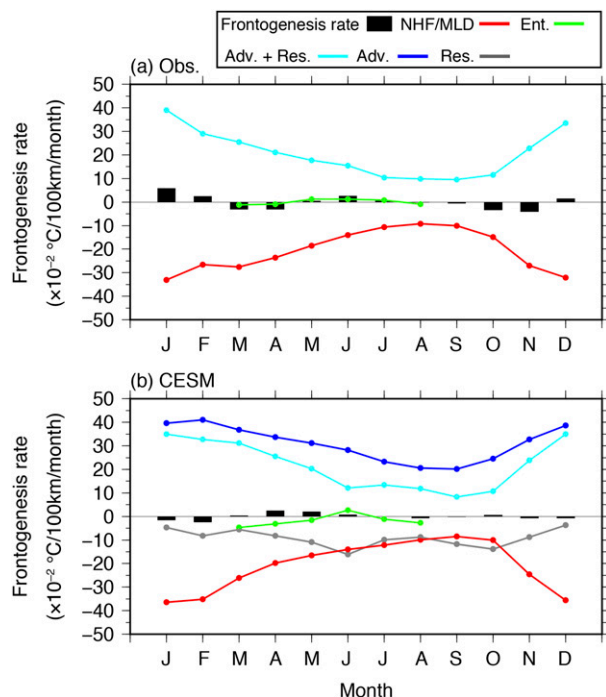 Frontogenesis rate NHF/MLD Ent.
Adv. + Res. Adv. Res.
(a) Obs.
Frontogenesis rate
(×10⁻² °C/100km/month)
50
40
30
20
10
0
−10
−20
−30
−40
−50
J F M A M J J A S O N D
(b) CESM
Frontogenesis rate
(×10⁻² °C/100km/month)
50
40
30
20
10
0
−10
−20
−30
−40
−50
J F M A M J J A S O N D
Month